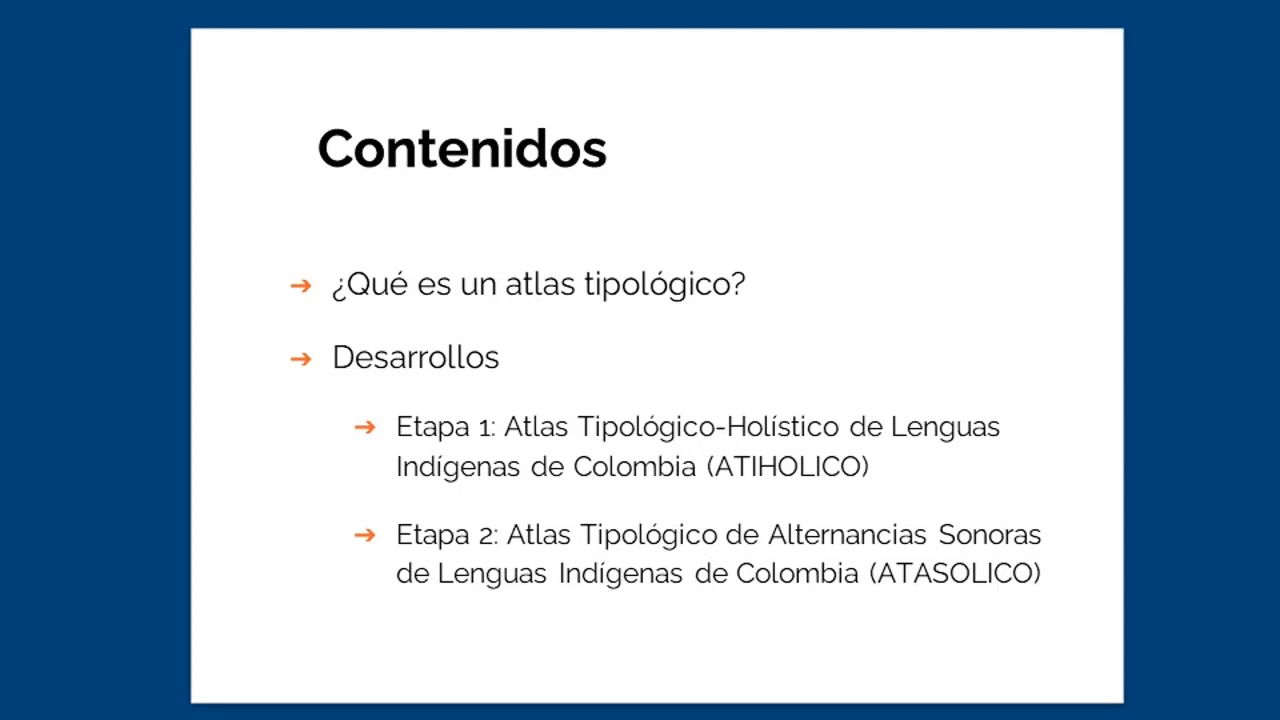 Contenidos
➔ ¿Qué es un atlas tipológico?
➔ Desarrollos
➔ Etapa 1: Atlas Tipológico-Holístico de Lenguas
Indígenas de Colombia (ATIHOLICO)
➔ Etapa 2: Atlas Tipológico de Alternancias Sonoras
de Lenguas Indígenas de Colombia (ATASOLICO)